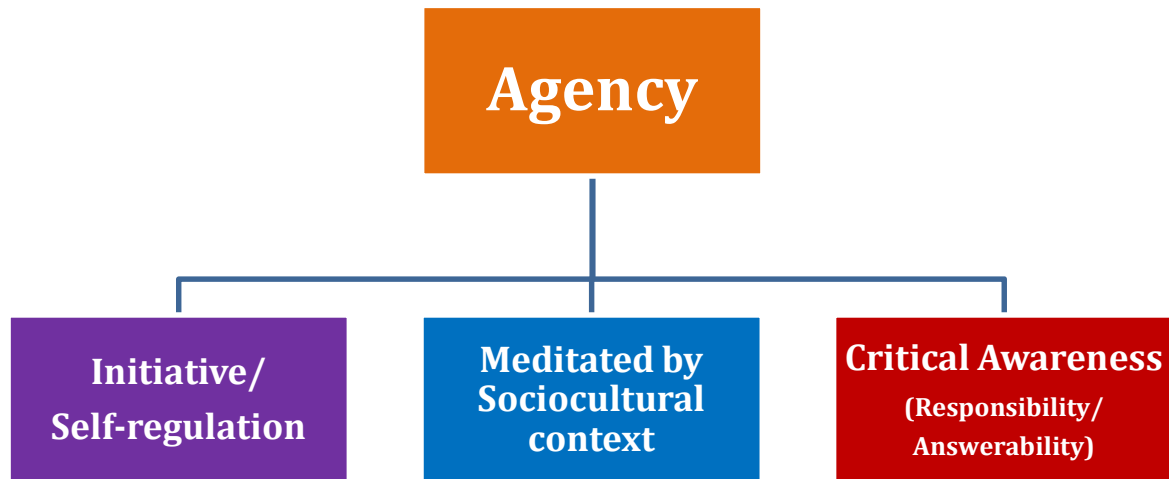 Agency
Initiative/
Self-regulation
Meditated by
Sociocultural
context
Critical Awareness
(Responsibility/
Answerability)